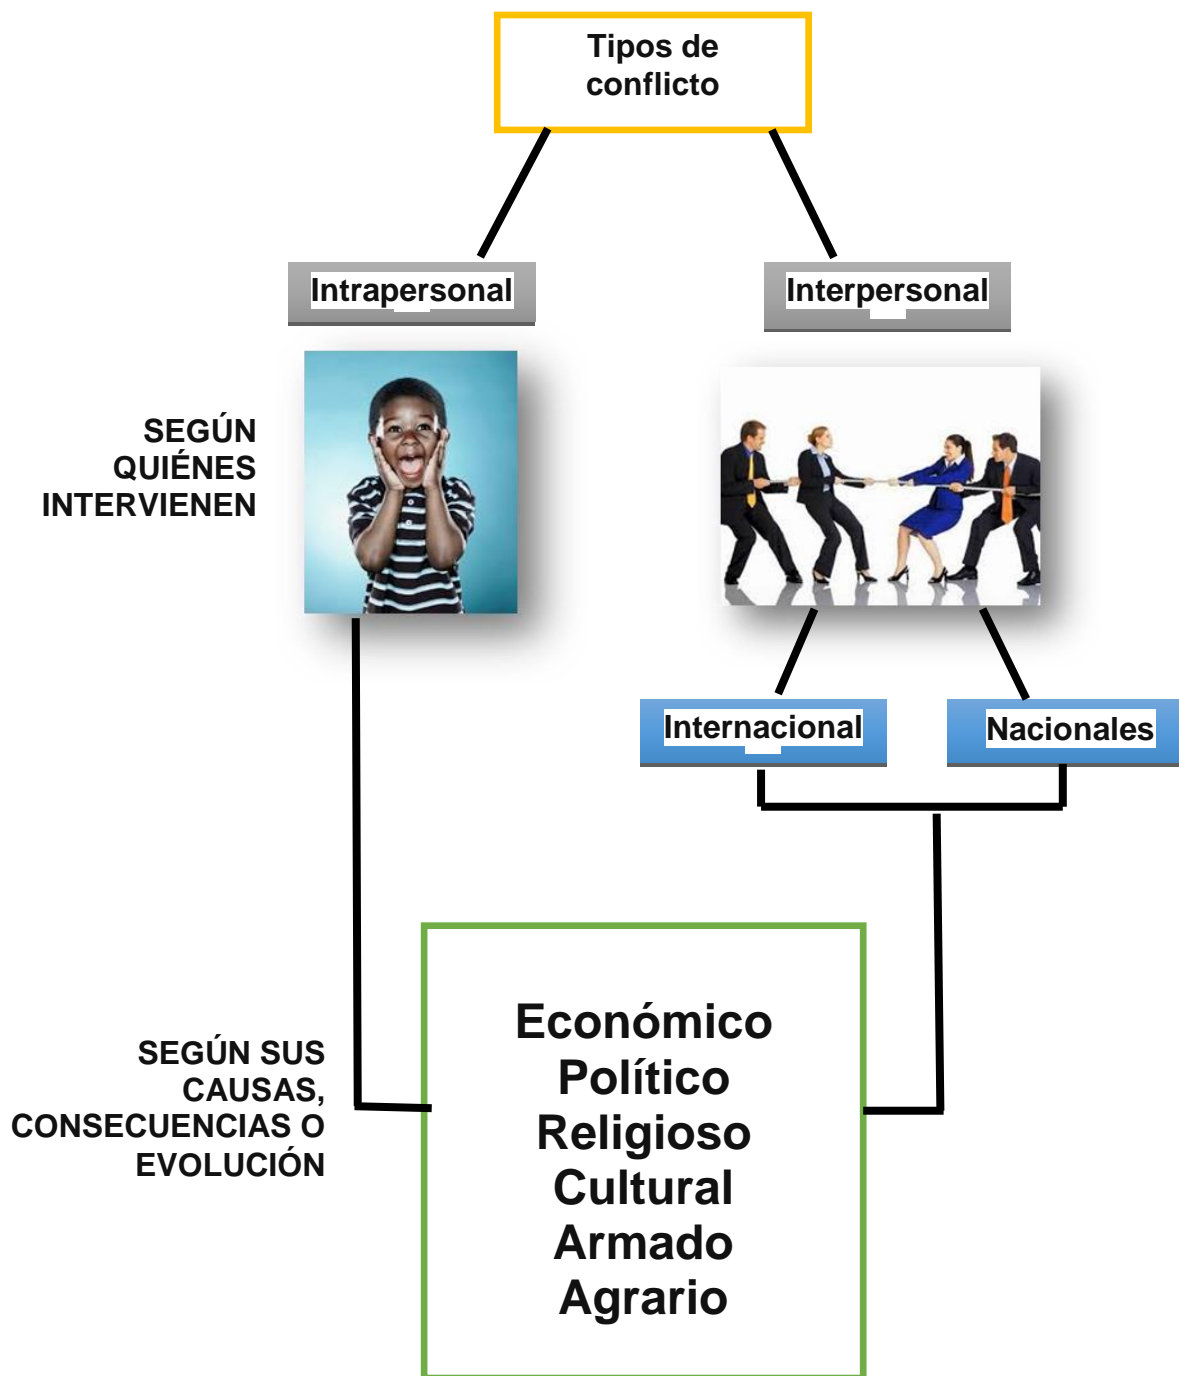 Tipos de
conflicto
Intrapersonal
Interpersonal
SEGÚN
QUIÉNES
INTERVIENEN
Internacional
Nacionales
SEGÚN SUS
CAUSAS,
CONSECUENCIAS O
EVOLUCIÓN
Económico
Político
Religioso
Cultural
Armado
Agrario